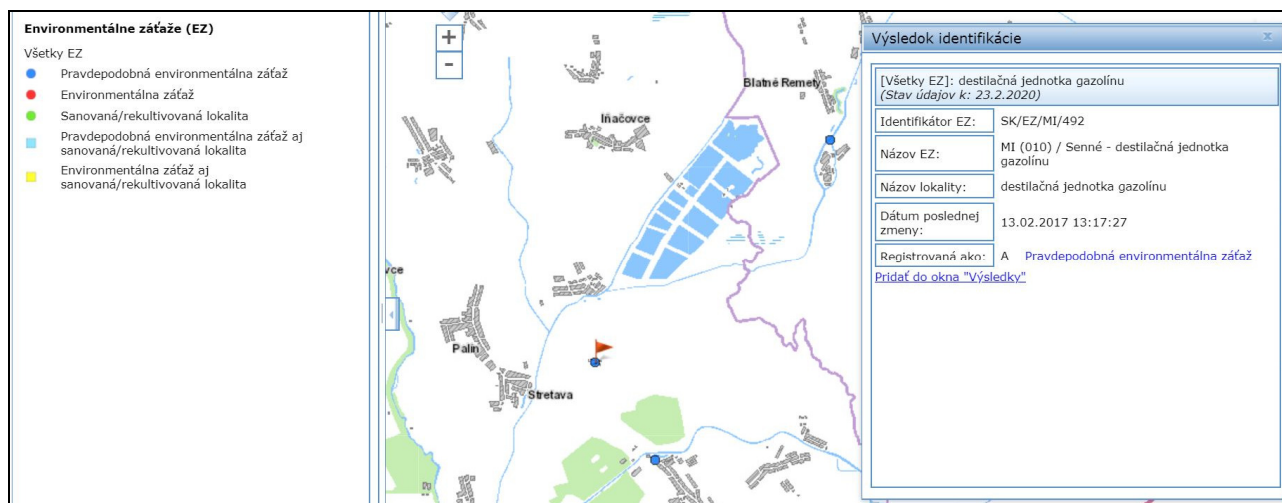 Environmentálne záťaže (EZ)
Všetky EZ
Pravdepodobná environmentálna záťaž
Environmentálna záťaž
Sanovaná/rekultivovaná lokalita
Pravdepodobná environmentálna záťaž aj
sanovaná/rekultivovaná lokalita
Environmentálna záťaž aj
sanovaná/rekultivovaná lokalita
+
-
Blatné Remety
Iňačovce
vce
Palín
Stretava
Výsledok identifikácie
x
[Všetky EZ]: destilačná jednotka gazolínu
(Stav údajov k: 23.2.2020)
Identifikátor EZ: SK/EZ/MI/492
Názov EZ: MI (010) / Senné - destilačná jednotka
gazolínu
Názov lokality: destilačná jednotka gazolínu
Dátum poslednej
zmeny: 13.02.2017 13:17:27
Registrovaná ako: A Pravdepodobná environmentálna záťaž
Pridať do okna "Výsledky"